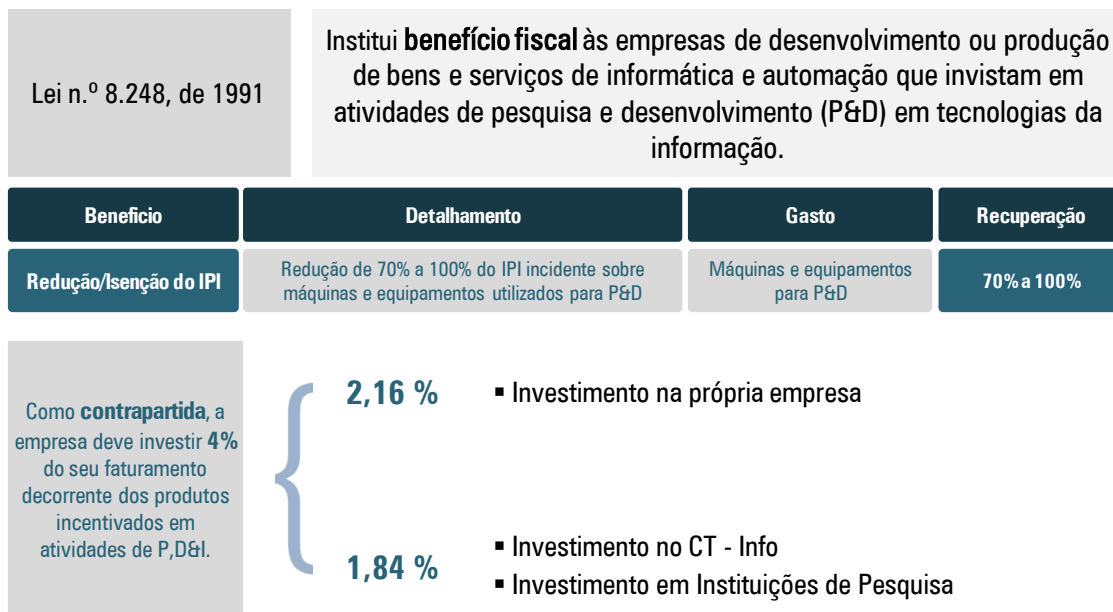 Lei n.º 8.248, de 1991
Institui benefício fiscal às empresas de desenvolvimento ou produção
de bens e serviços de informática e automação que invistam em
atividades de pesquisa e desenvolvimento (P&D) em tecnologias da
informação.
Beneficio
Detalhamento
Gasto
Recuperação
Redução/Isenção do IPI
Redução de 70% a 100% do IPI incidente sobre
máquinas e equipamentos utilizados para P&D
Máquinas e equipamentos
para P&D
70% a 100%
Como contrapartida, a
empresa deve investir 4%
do seu faturamento
decorrente dos produtos
incentivados em
atividades de P,D&I.
2,16 %
▪ Investimento na própria empresa
1,84 %
▪ Investimento no CT - Info
▪ Investimento em Instituições de Pesquisa